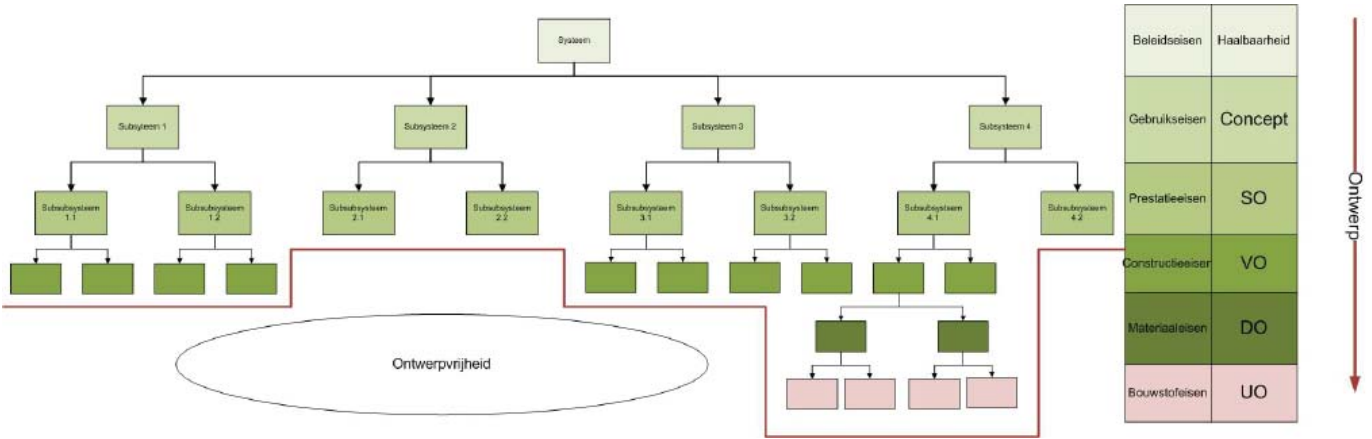 Systeem
Beleidseisen
Haalbaarheid
Subsyteem 1
Subsysteem 2
Subsysteem 3
Subsysteem 4
Gebruikseisen
Concept
Subsubsysteem
1.1
Subsubsysteem
1.2
Subsubsysteem
2.1
Subsubsysteem
2.2
Subsubsysteem
3.1
Subsubsysteem
3.2
Subsubsysteem
4.1
Subsubsysteem
4.2
Prestatieeisen
SO
Ontwerp
Constructieeisen
VO
Materiaaleisen
DO
Ontwerpvrijheid
Bouwstofeisen
UO